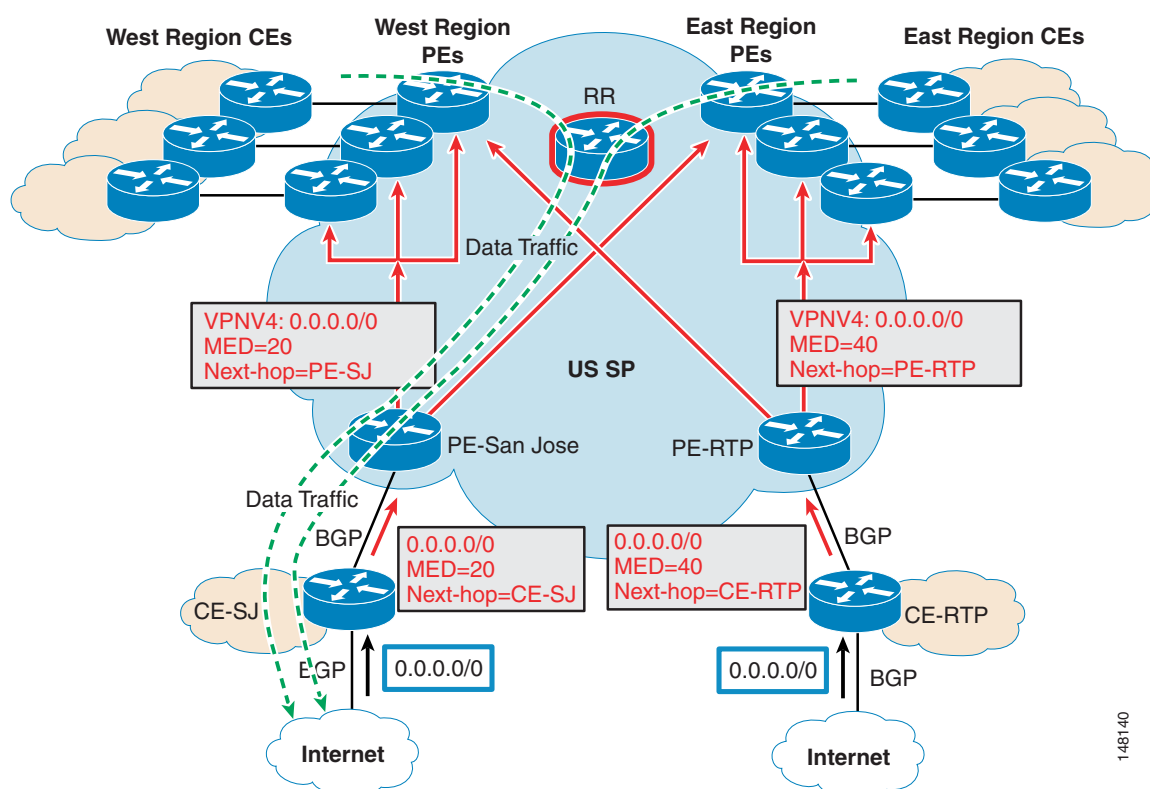 West Region CEs
West Region
PEs
East Region
PEs
East Region CEs
RR
Data Traffic
VPNV4: 0.0.0.0/0
MED=20
Next-hop=PE-SJ
US SP
VPNV4: 0.0.0.0/0
MED=40
Next-hop=PE-RTP
PE-San Jose
PE-RTP
Data Traffic
BGP
0.0.0.0/0
MED=20
Next-hop=CE-SJ
0.0.0.0/0
MED=40
Next-hop=CE-RTP
BGP
CE-SJ
CE-RTP
BGP
0.0.0.0/0
0.0.0.0/0
BGP
Internet
Internet
148140